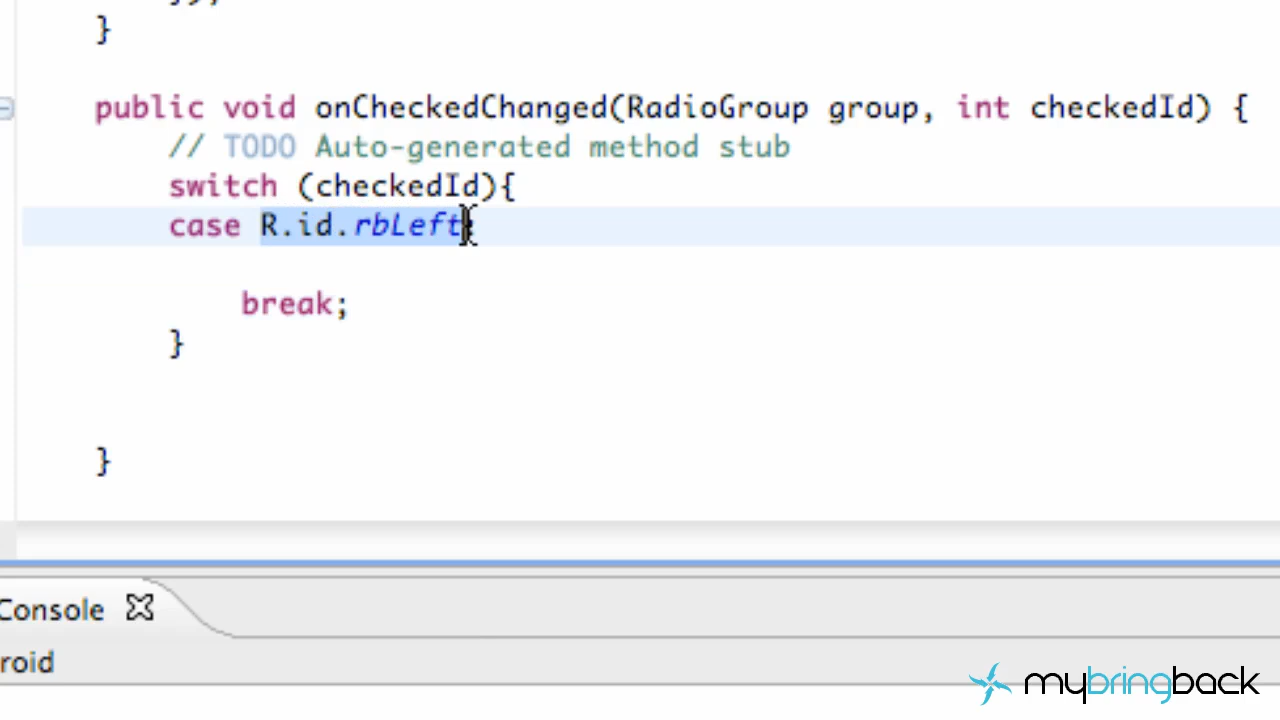 }
public void onCheckedChanged(RadioGroup group, int checkedId) {
// TODO Auto-generated method stub
switch (checkedId){
case R.id.rbLeft:
break;
}
}
Console
roid
mybringback